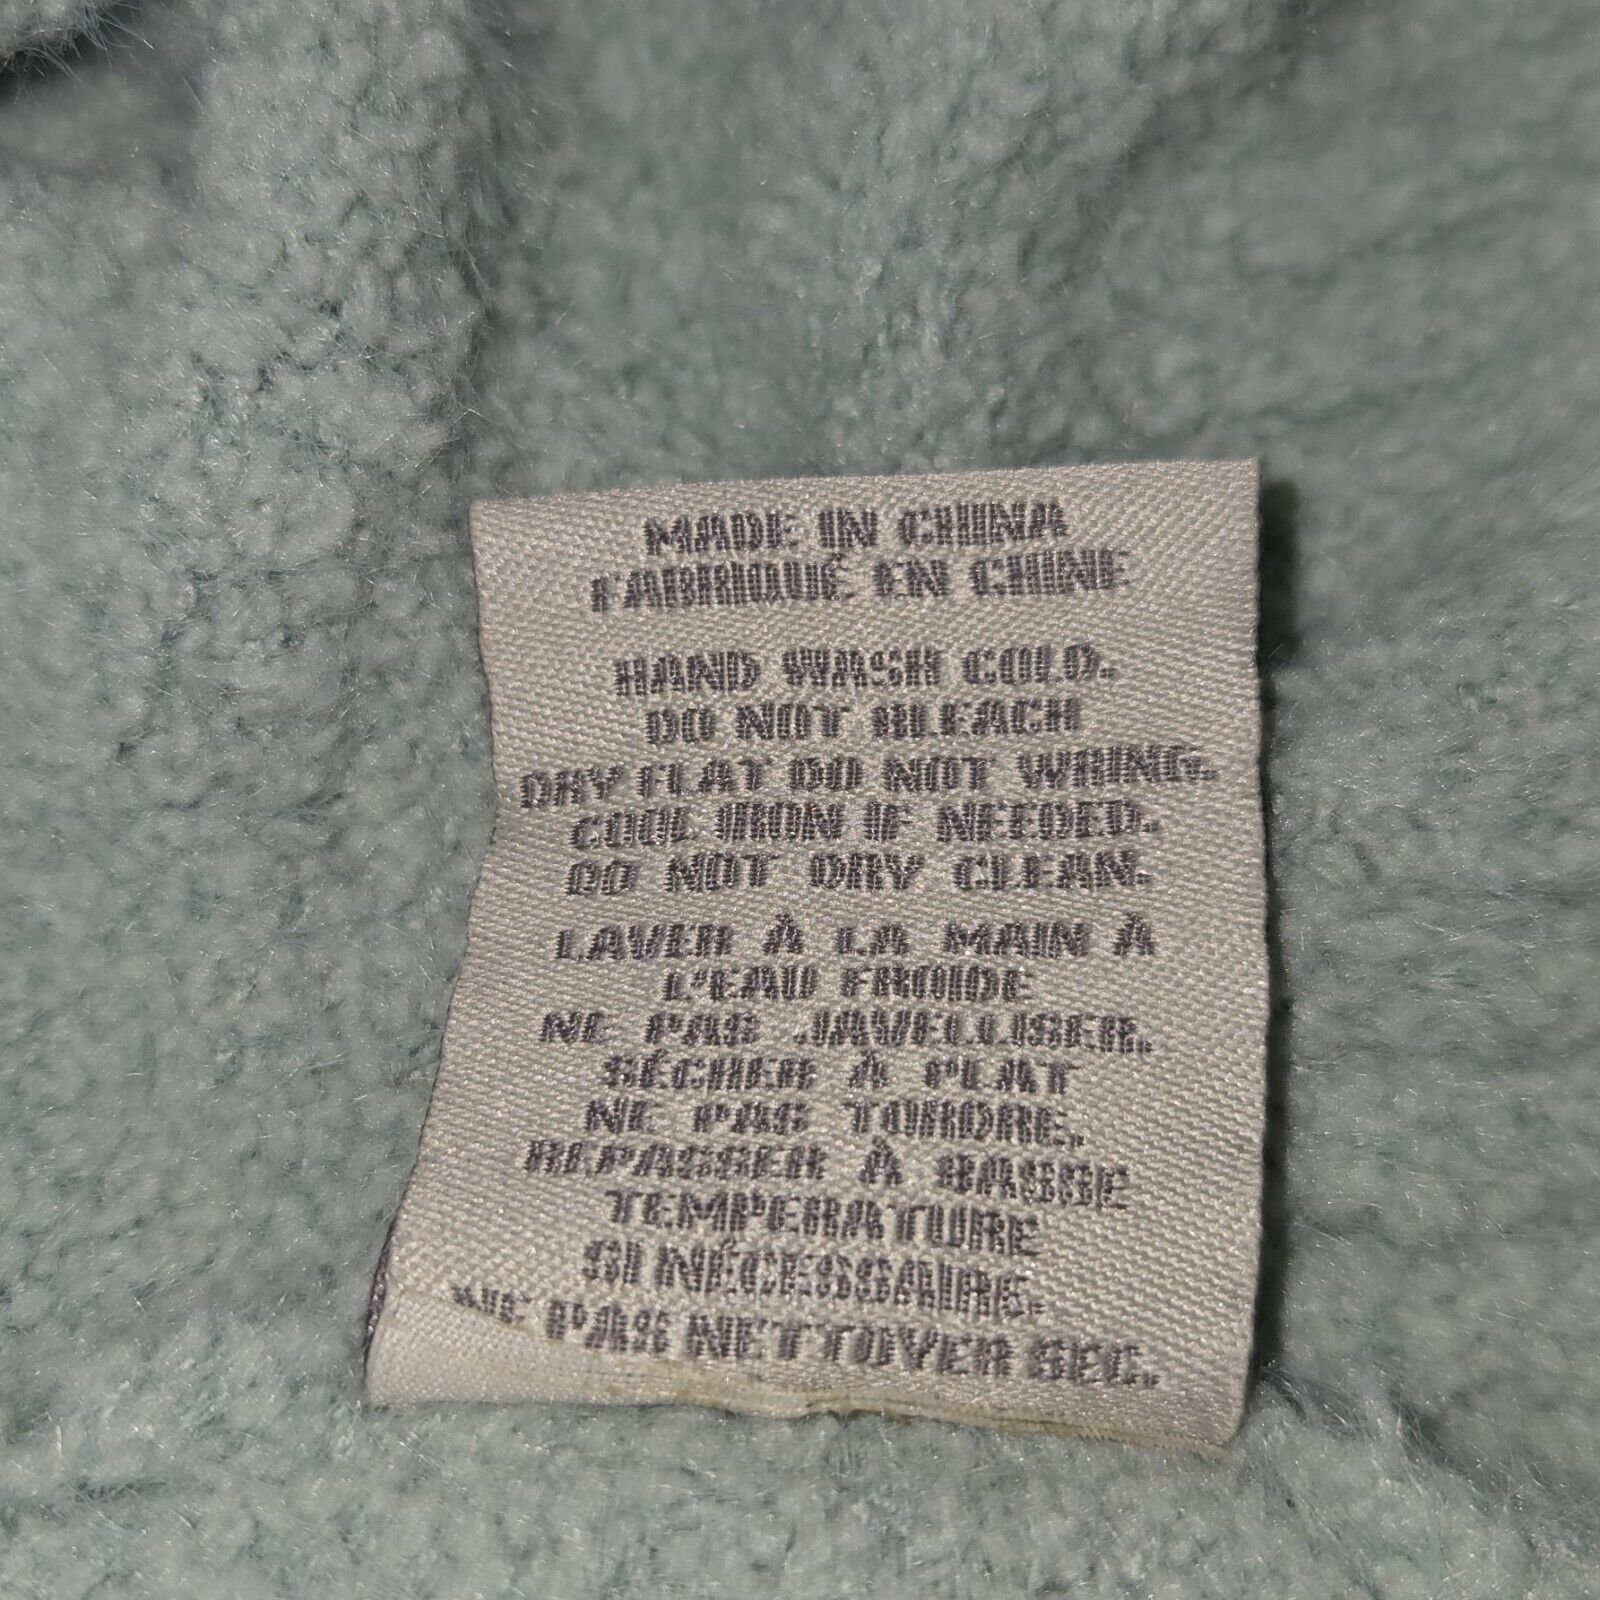 MADE IN CHINA
FABRIQUÉ EN CHINE
HAND WASH COLD.
DO NOT BLEACH
DRY FLAT DO NOT WRING.
COOL IRON IF NEEDED.
DO NOT DRY CLEAN.
LAVER À LA MAIN À
L'EAU FROIDE
NE PAS JAVELLISER.
SÉCHER À PLAT
NE PAS TORDRE.
REPASSER À BASSE
TEMPERATURE
SI NÉCESSAIRE.
NE PAS NETTOYER SEC.